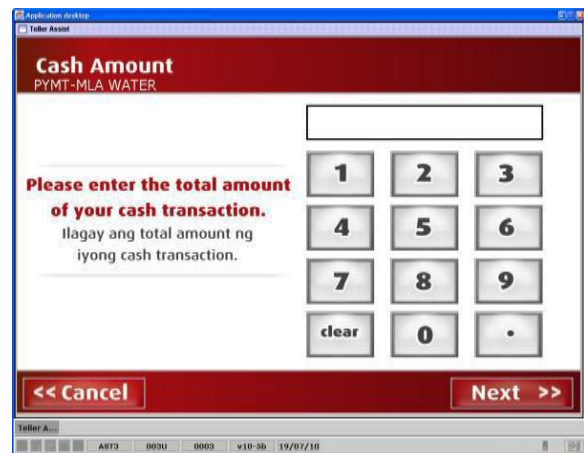 Application desktop
Teller Assist
Cash Amount
PYMT-MLA WATER
Please enter the total amount
of your cash transaction.
Ilagay ang total amount ng
iyong cash transaction.
1 2 3
4 5 6
7 8 9
clear 0 .
<< Cancel
Next >>
Teller A...
A8T3 003U 0003 v10-5b 19/07/10